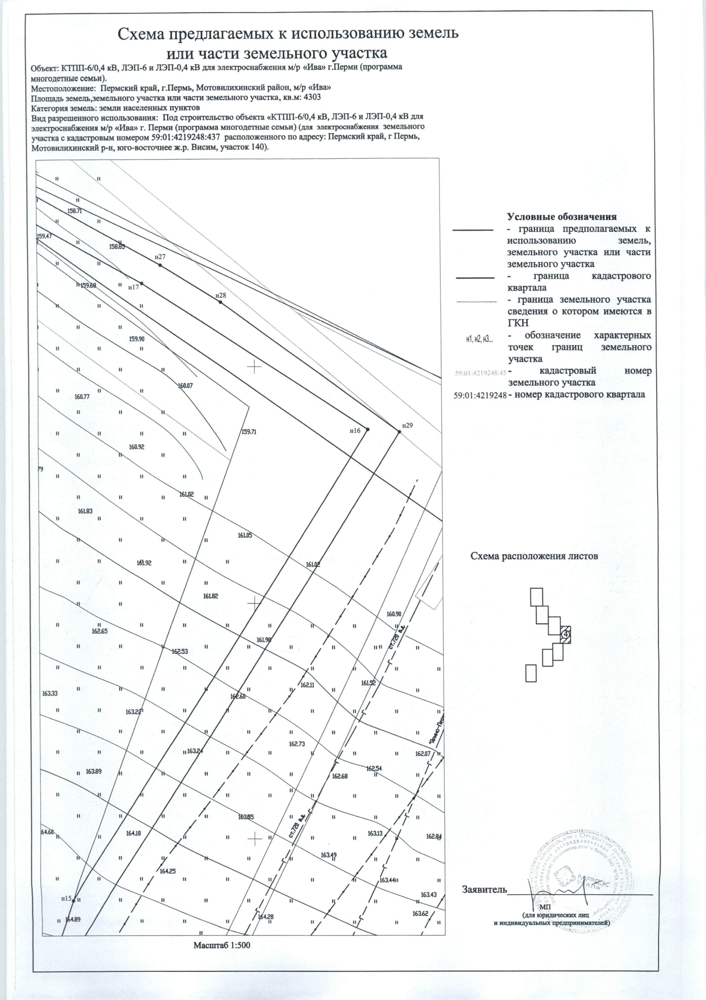 Схема предлагаемых к использованию земель
или части земельного участка
Объект: КТПП-6/0,4 кВ, ЛЭП-6 и ЛЭП-0,4 кВ для электроснабжения м/р «Ива» г.Перми (программа
многодетные семьи).
Местоположение: Пермский край, г.Пермь, Мотовилихинский район, м/р «Ива»
Площадь земель,земельного участка или части земельного участка, кв.м: 4303
Категория земель: земли населенных пунктов
Вид разрешенного использования: Под строительство объекта «КТПП-6/0,4 кВ, ЛЭП-6 и ЛЭП-0,4 кВ для
электроснабжения м/р «Ива» г. Перми (программа многодетные семьи) (для электроснабжения земельного
участка с кадастровым номером 59:01:4219248:437 расположенного по адресу: Пермский край, г Пермь,
Мотовилихинский р-н, юго-восточнее ж.р. Висим, участок 140).
158.71
159.47
158.85
н27
159.68
н17
н28
159.90
160.07
160.77
н16
н29
159.71
160.92
79
161.02
161.83
161.05
161.92
161.02
161.82
160.90
162.65
ст.720 в.д.
161.98
162.53
162.11
161.52
163.33
162.60
163.22
"Ярино-Перм
162.73
163.24
162.07
163.89
162.54
162.68
163.65
ст.720 в.д.
64.60
164.18
163.13
162.84
163.49
164.25
163.44
163.43
н15
163.62
164.89
164.28
Масштаб 1:500
Условные обозначения
- граница предполагаемых к
использованию земель,
земельного участка или части
земельного участка
- граница кадастрового
квартала
- граница земельного участка
сведения о котором имеются в
ГКН
н1, н2, н3... - обозначение характерных
точек границ земельного
участка
59:01:4219248:45 - кадастровый номер
земельного участка
59:01:4219248 - номер кадастрового квартала
Схема расположения листов
4
Заявитель
МП
(для юридических лиц
и индивидуальных предпринимателей)